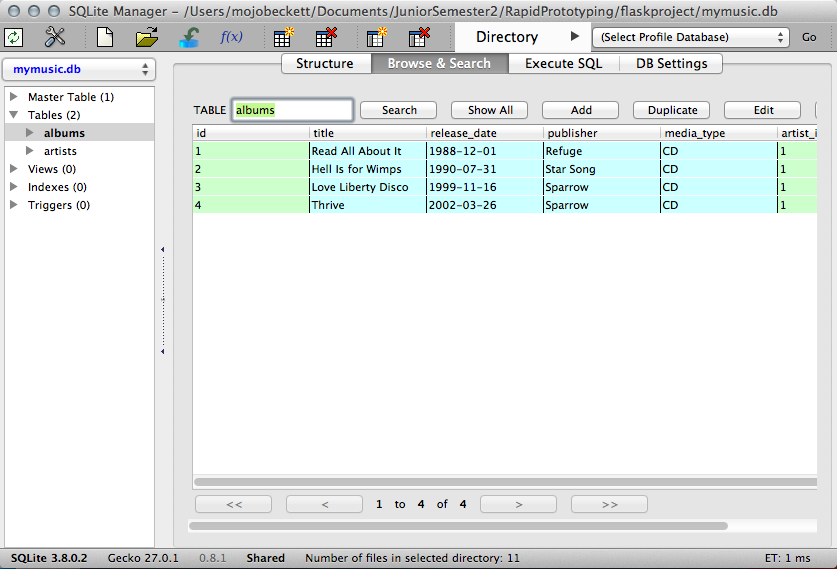 SQLite Manager – /Users/mojobeckett/Documents/JuniorSemester2/RapidPrototyping/flaskproject/mymusic.db
f(x) Directory (Select Profile Database) Go
mymusic.db
Structure Browse & Search Execute SQL DB Settings
Master Table (1)
Tables (2)
albums
artists
Views (0)
Indexes (0)
Triggers (0)
TABLE albums Search Show All Add Duplicate Edit
id title release_date publisher media_type artist_i
1 Read All About It 1988-12-01 Refuge CD 1
2 Hell Is for Wimps 1990-07-31 Star Song CD 1
3 Love Liberty Disco 1999-11-16 Sparrow CD 1
4 Thrive 2002-03-26 Sparrow CD 1
<< < 1 to 4 of 4 > >>
SQLite 3.8.0.2 Gecko 27.0.1 0.8.1 Shared Number of files in selected directory: 11 ET: 1 ms